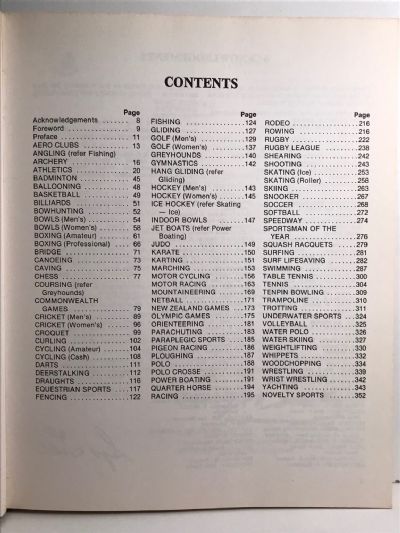 CONTENTS
Page
Acknowledgements ....... 8
Foreword ....... 9
Preface ....... 11
AERO CLUBS ....... 13
ANGLING (refer Fishing)
ARCHERY ....... 16
ATHLETICS ....... 20
BADMINTON ....... 45
BALLOONING ....... 48
BASKETBALL ....... 49
BILLIARDS ....... 51
BOWHUNTING ....... 52
BOWLS (Men's) ....... 54
BOWLS (Women's) ....... 58
BOXING (Amateur) ....... 61
BOXING (Professional) ....... 66
BRIDGE ....... 71
CANOEING ....... 73
CAVING ....... 75
CHESS ....... 77
COURSING (refer
Greyhounds)
COMMONWEALTH
GAMES ....... 79
CRICKET (Men's) ....... 89
CRICKET (Women's) ....... 96
CROQUET ....... 99
CURLING ....... 102
CYCLING (Amateur) ....... 104
CYCLING (Cash) ....... 108
DARTS ....... 111
DEERSTALKING ....... 112
DRAUGHTS ....... 116
EQUESTRIAN SPORTS ....... 117
FENCING ....... 122
Page
FISHING ....... 124
GLIDING ....... 127
GOLF (Men's) ....... 129
GOLF (Women's) ....... 137
GREYHOUNDS ....... 140
GYMNASTICS ....... 142
HANG GLIDING (refer
Gliding)
HOCKEY (Men's) ....... 143
HOCKEY (Women's) ....... 145
ICE HOCKEY (refer Skating
— Ice)
INDOOR BOWLS ....... 147
JET BOATS (refer Power
Boating)
JUDO ....... 149
KARATE ....... 150
KARTING ....... 151
MARCHING ....... 153
MOTOR CYCLING ....... 156
MOTOR RACING ....... 163
MOUNTAINEERING ....... 169
NETBALL ....... 171
NEW ZEALAND GAMES ....... 173
OLYMPIC GAMES ....... 175
ORIENTEERING ....... 181
PARACHUTING ....... 183
PARAPLEGIC SPORTS ....... 185
PIGEON RACING ....... 186
PLOUGHING ....... 187
POLO ....... 188
POLO CROSSE ....... 191
POWER BOATING ....... 191
QUARTER HORSE ....... 194
RACING ....... 195
Page
RODEO ....... 216
ROWING ....... 216
RUGBY ....... 222
RUGBY LEAGUE ....... 238
SHEARING ....... 242
SHOOTING ....... 243
SKATING (Ice) ....... 253
SKATING (Roller) ....... 258
SKIING ....... 263
SNOOKER ....... 267
SOCCER ....... 268
SOFTBALL ....... 272
SPEEDWAY ....... 274
SPORTSMAN OF THE
YEAR ....... 276
SQUASH RACQUETS ....... 279
SURFING ....... 281
SURF LIFESAVING ....... 282
SWIMMING ....... 287
TABLE TENNIS ....... 300
TENNIS ....... 304
TENPIN BOWLING ....... 309
TRAMPOLINE ....... 310
TROTTING ....... 311
UNDERWATER SPORTS ....... 324
VOLLEYBALL ....... 325
WATER POLO ....... 326
WATER SKIING ....... 327
WEIGHTLIFTING ....... 330
WHIPPETS ....... 332
WOODCHOPPING ....... 334
WRESTLING ....... 339
WRIST WRESTLING ....... 342
YACHTING ....... 343
NOVELTY SPORTS ....... 352